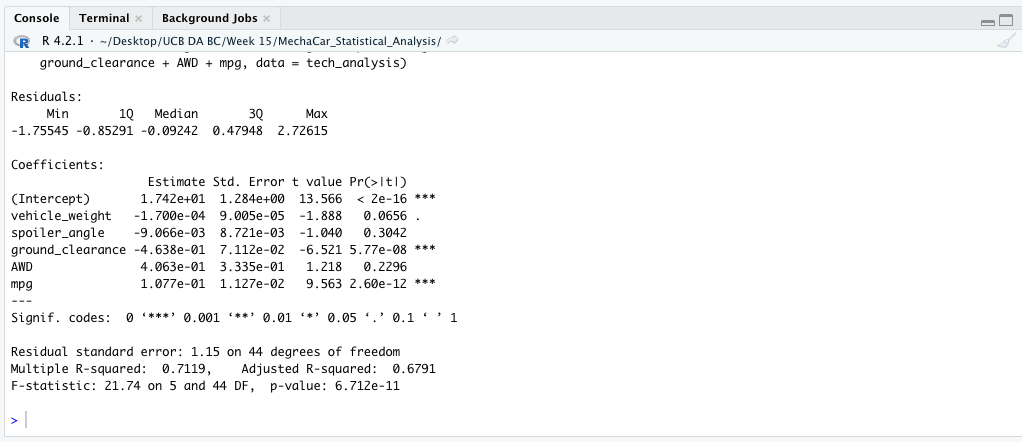 Console Terminal × Background Jobs ×
R R 4.2.1 · ~/Desktop/UCB DA BC/Week 15/MechaCar_Statistical_Analysis/
ground_clearance + AWD + mpg, data = tech_analysis)
Residuals:
Min 1Q Median 3Q Max
-1.75545 -0.85291 -0.09242 0.47948 2.72615
Coefficients:
Estimate Std. Error t value Pr(>|t|)
(Intercept) 1.742e+01 1.284e+00 13.566 < 2e-16 ***
vehicle_weight -1.700e-04 9.005e-05 -1.888 0.0656 .
spoiler_angle -9.066e-03 8.721e-03 -1.040 0.3042
ground_clearance -4.638e-01 7.112e-02 -6.521 5.77e-08 ***
AWD 4.063e-01 3.335e-01 1.218 0.2296
mpg 1.077e-01 1.127e-02 9.563 2.60e-12 ***
---
Signif. codes: 0 ‘***’ 0.001 ‘**’ 0.01 ‘*’ 0.05 ‘.’ 0.1 ‘ ’ 1
Residual standard error: 1.15 on 44 degrees of freedom
Multiple R-squared: 0.7119, Adjusted R-squared: 0.6791
F-statistic: 21.74 on 5 and 44 DF, p-value: 6.712e-11
>